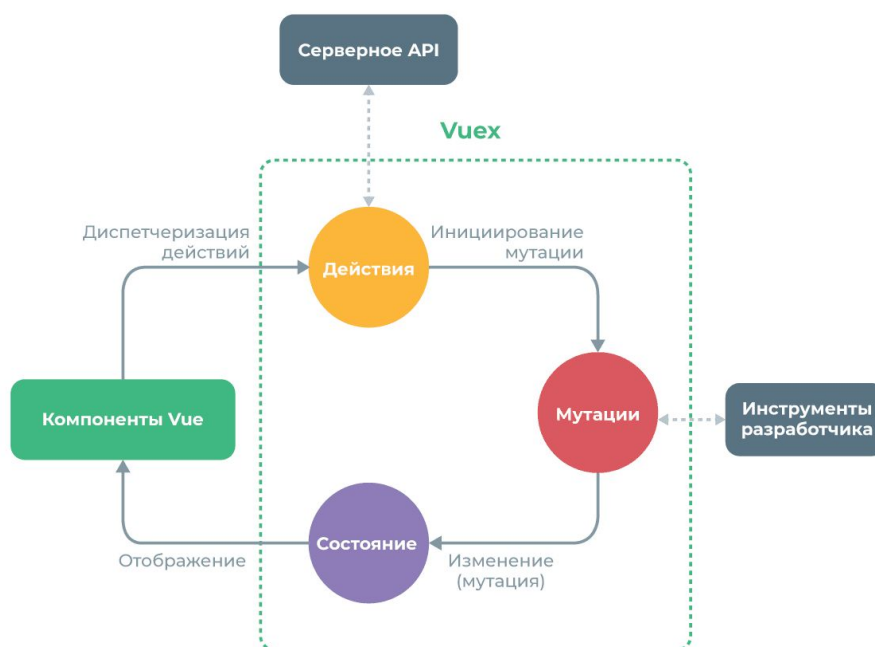 Серверное API
Vuex
Диспетчеризация
действий
Инициирование
мутации
Действия
Компоненты Vue
Мутации
Инструменты
разработчика
Состояние
Отображение
Изменение
(мутация)